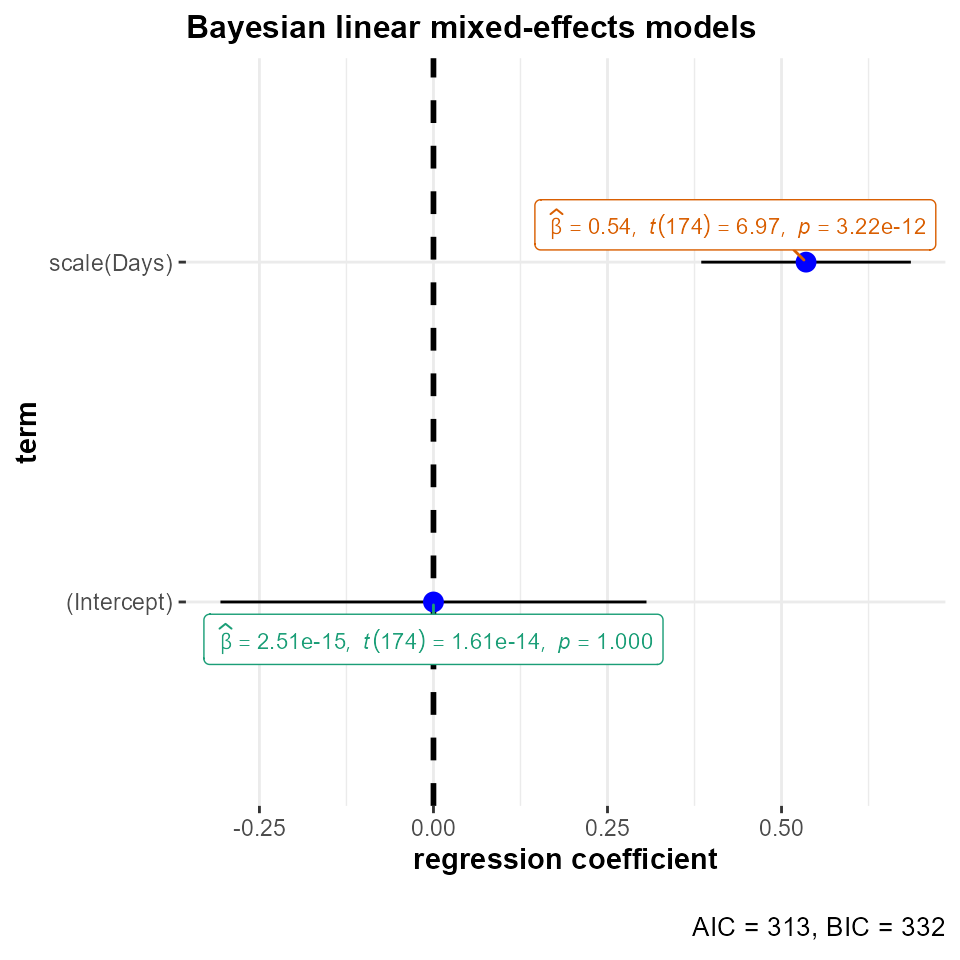 Bayesian linear mixed-effects models
β̂ = 0.54, t(174) = 6.97, p = 3.22e-12
scale(Days)
term
(Intercept)
β̂ = 2.51e-15, t(174) = 1.61e-14, p = 1.000
-0.25 0.00 0.25 0.50
regression coefficient
AIC = 313, BIC = 332